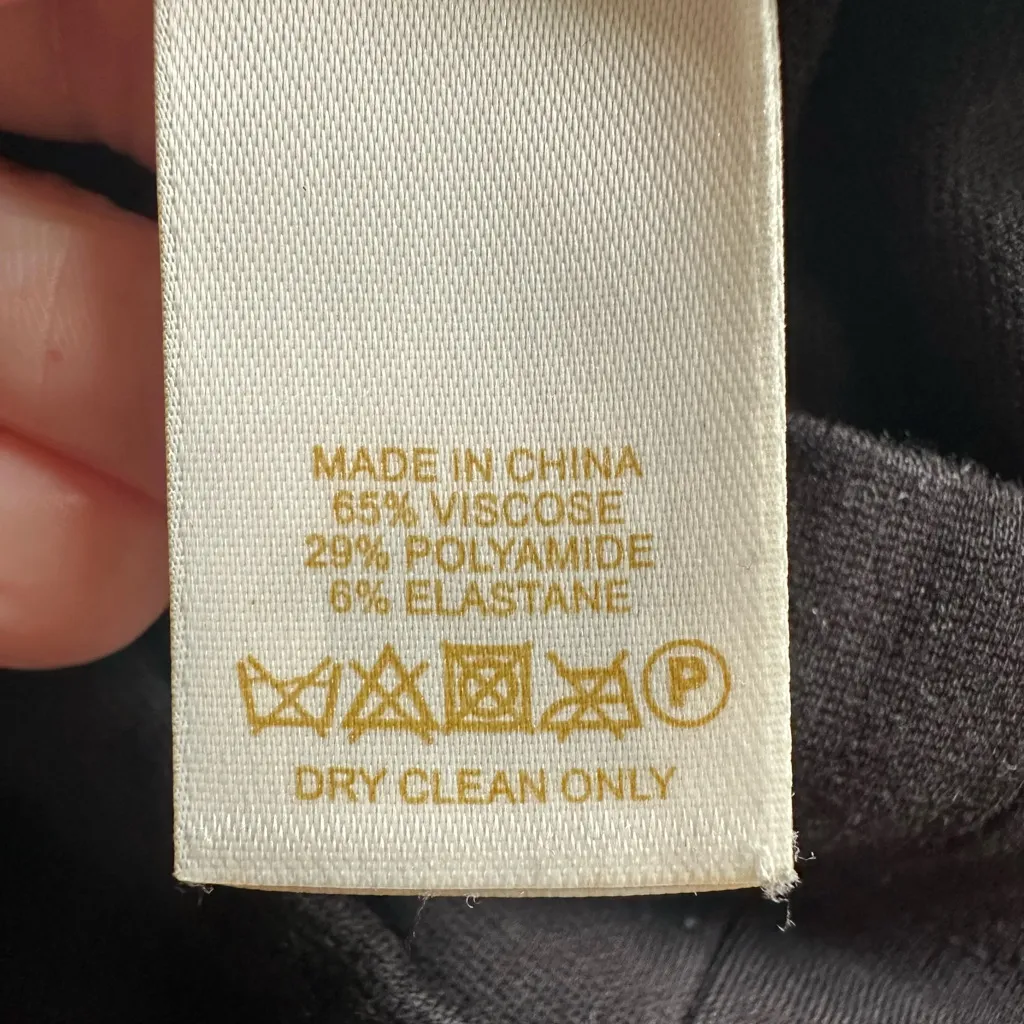 MADE IN CHINA
65% VISCOSE
29% POLYAMIDE
6% ELASTANE
P
DRY CLEAN ONLY